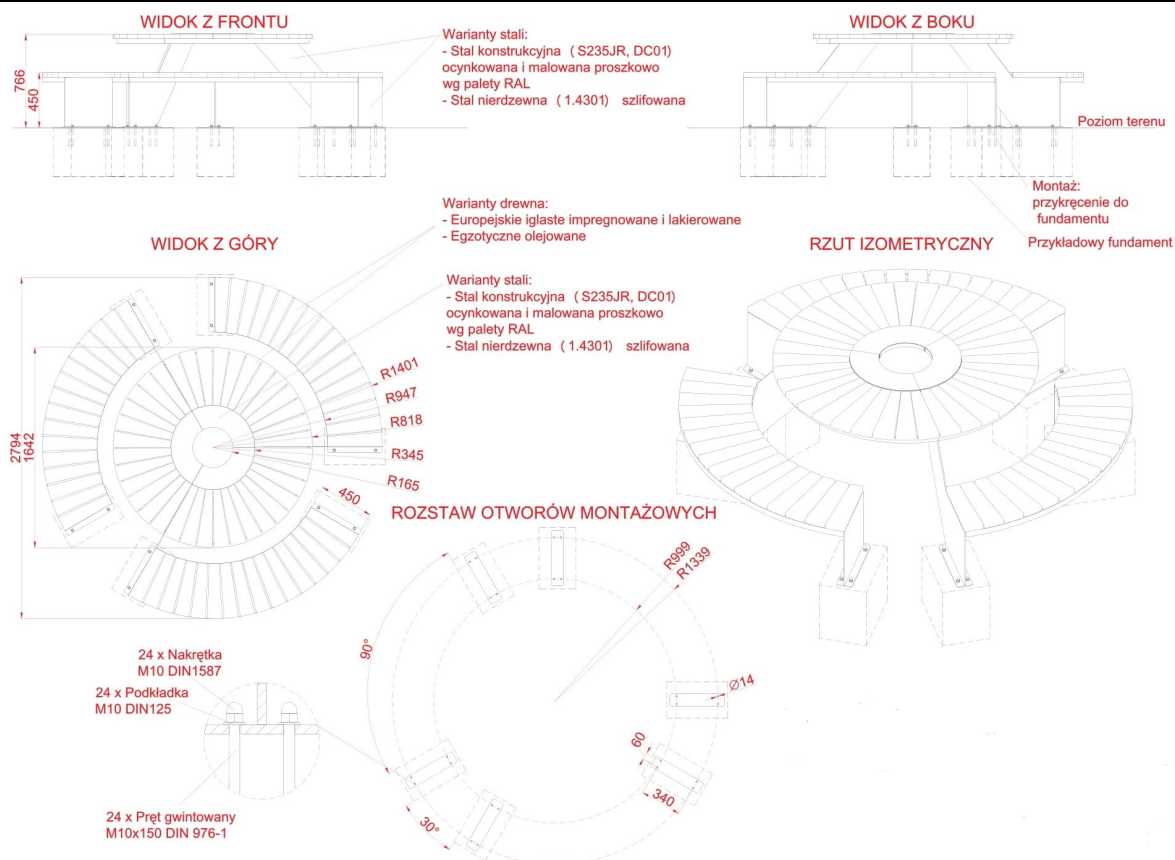 WIDOK Z FRONTU
766
450
Warianty stali:
- Stal konstrukcyjna (S235JR, DC01)
ocynkowana i malowana proszkowo
wg palety RAL
- Stal nierdzewna (1.4301) szlifowana
WIDOK Z BOKU
Poziom terenu
Montaż:
przykręcenie do
fundamentu
Przykładowy fundament
WIDOK Z GÓRY
Warianty drewna:
- Europejskie iglaste impregnowane i lakierowane
- Egzotyczne olejowane
Warianty stali:
- Stal konstrukcyjna (S235JR, DC01)
ocynkowana i malowana proszkowo
wg palety RAL
- Stal nierdzewna (1.4301) szlifowana
2794
1642
R1401
R947
R818
R345
R165
450
RZUT IZOMETRYCZNY
ROZSTAW OTWORÓW MONTAŻOWYCH
R999
R1339
90°
Ø14
60
340
30°
24 x Nakrętka
M10 DIN1587
24 x Podkładka
M10 DIN125
24 x Pręt gwintowany
M10x150 DIN 976-1